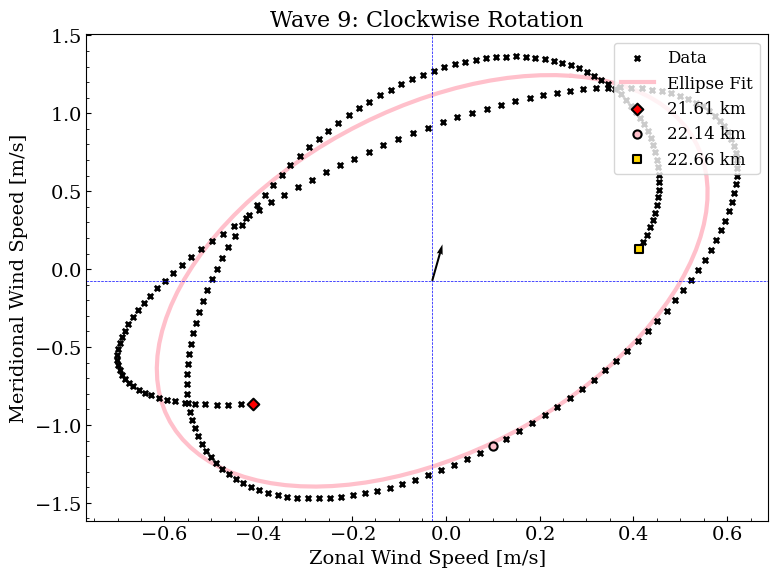 Wave 9: Clockwise Rotation
Data
Ellipse Fit
21.61 km
22.14 km
22.66 km
Meridional Wind Speed [m/s]
1.5
1.0
0.5
0.0
−0.5
−1.0
−1.5
−0.6 −0.4 −0.2 0.0 0.2 0.4 0.6
Zonal Wind Speed [m/s]